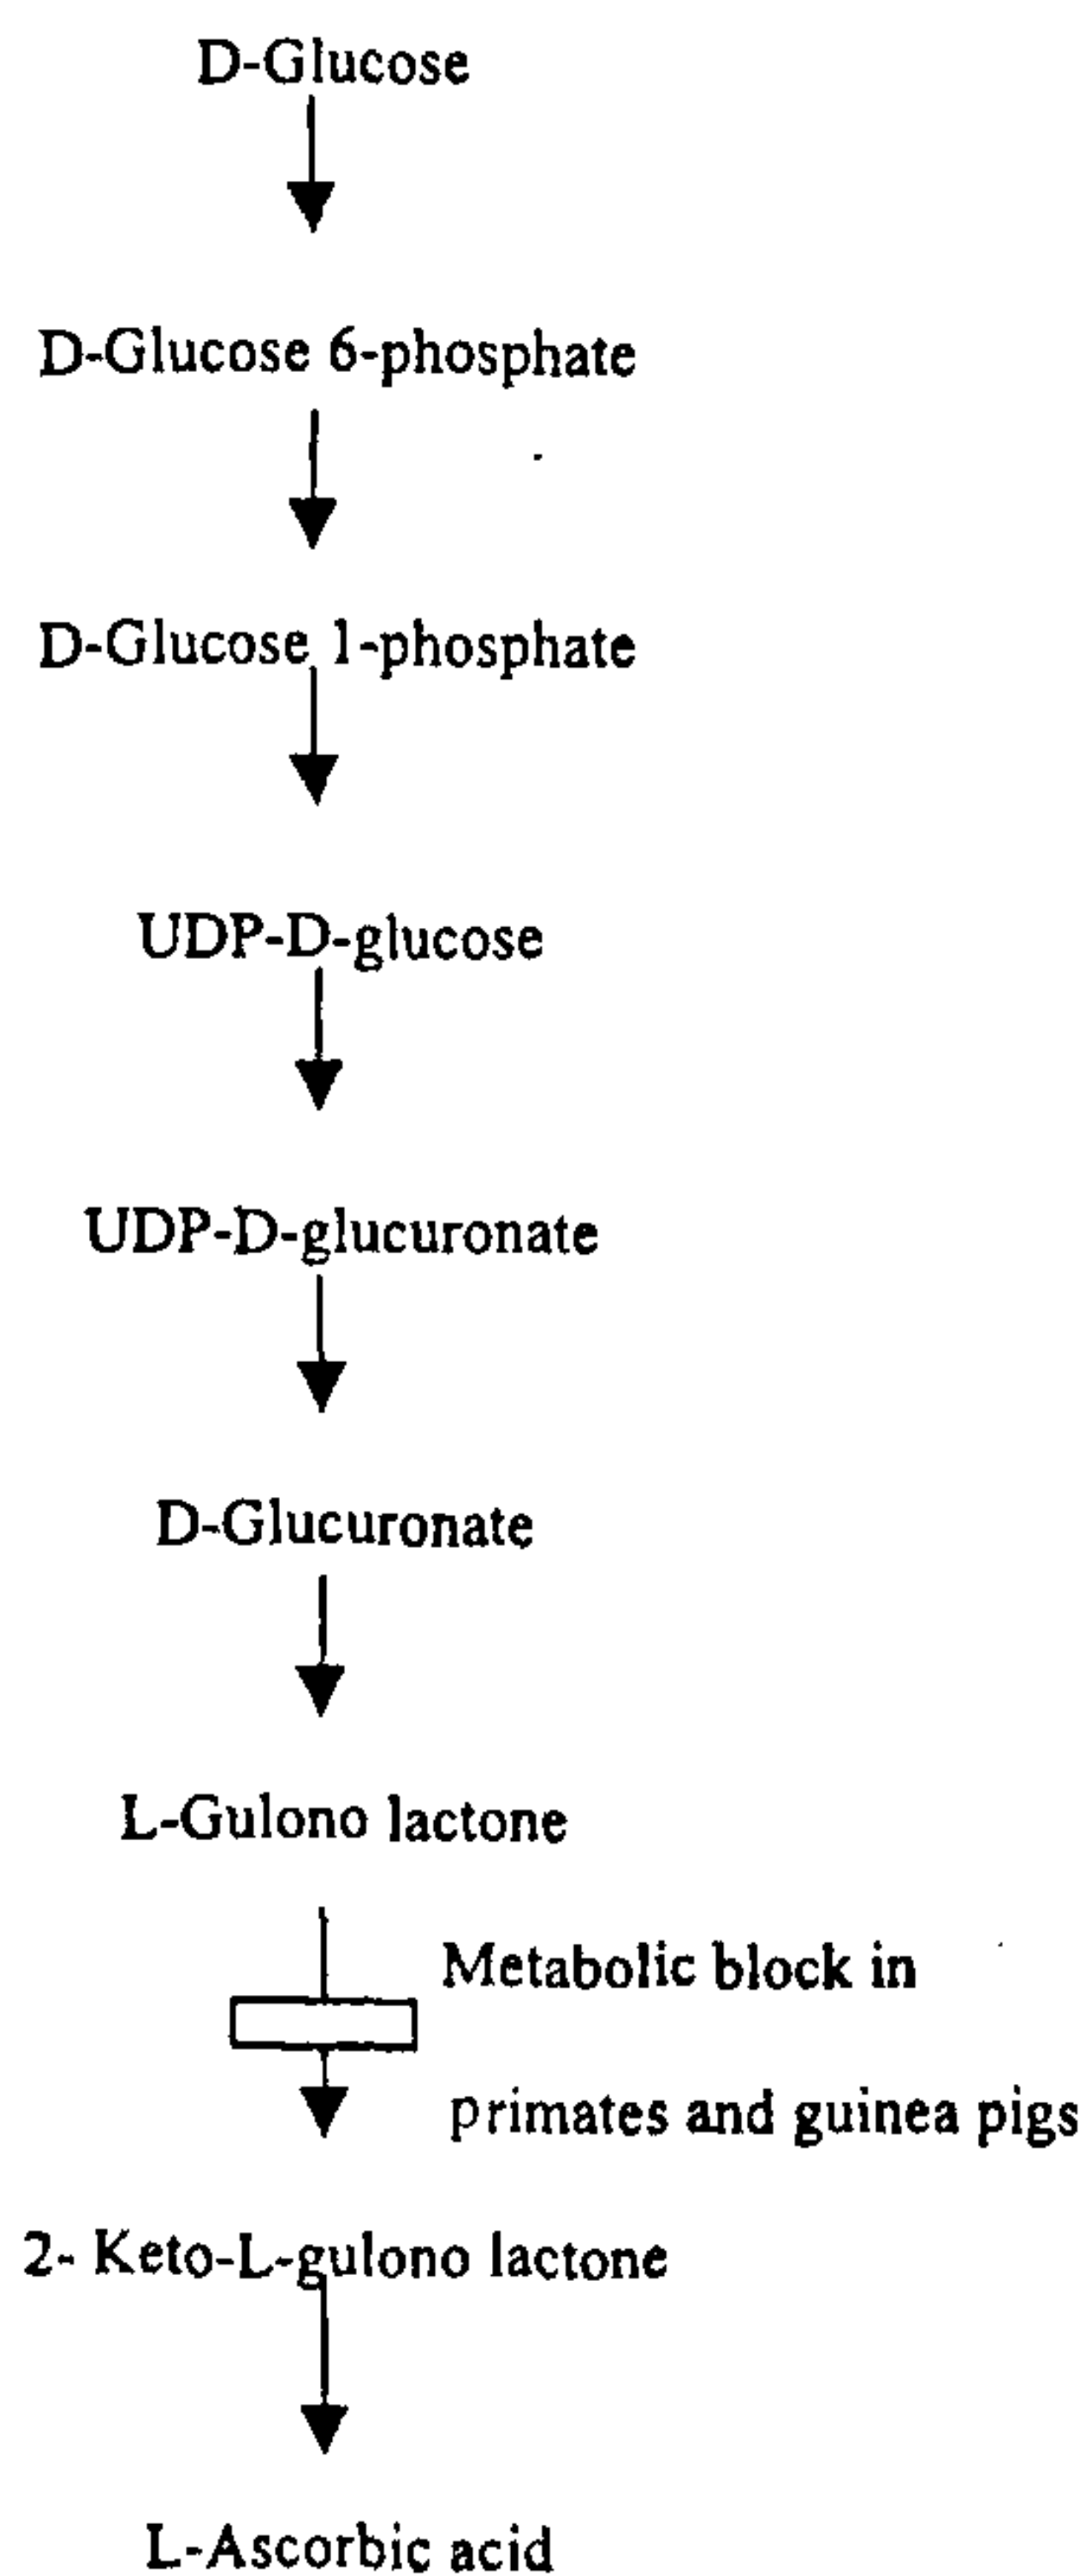 D-Glucose
D-Glucose 6-phosphate
D-Glucose 1-phosphate
UDP-D-glucose
UDP-D-glucuronate
D-Glucuronate
L-Gulono lactone
Metabolic block in
primates and guinea pigs
2- Keto-L-gulono lactone
L-Ascorbic acid